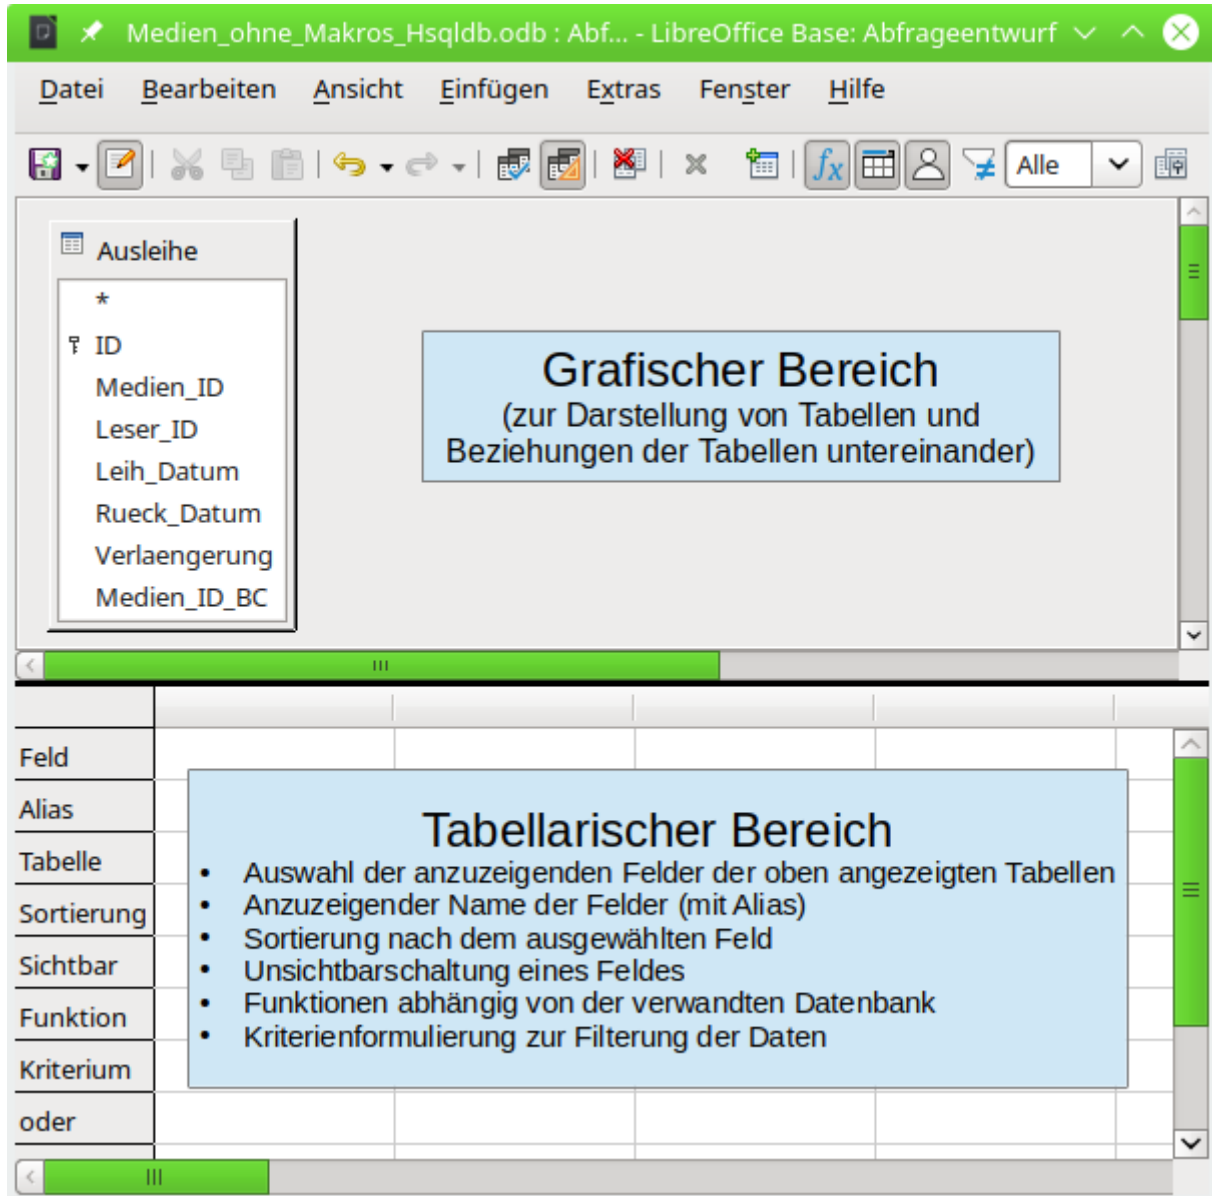 Medien_ohne_Makros_Hsqldb.odb : Abf... - LibreOffice Base: Abfrageentwurf
Datei Bearbeiten Ansicht Einfügen Extras Fenster Hilfe
fx Alle
Ausleihe
*
ID
Medien_ID
Leser_ID
Leih_Datum
Rueck_Datum
Verlaengerung
Medien_ID_BC
Grafischer Bereich
(zur Darstellung von Tabellen und
Beziehungen der Tabellen untereinander)
Feld
Alias
Tabelle
Sortierung
Sichtbar
Funktion
Kriterium
oder
Tabellarischer Bereich
• Auswahl der anzuzeigenden Felder der oben angezeigten Tabellen
• Anzuzeigender Name der Felder (mit Alias)
• Sortierung nach dem ausgewählten Feld
• Unsichtbarschaltung eines Feldes
• Funktionen abhängig von der verwandten Datenbank
• Kriterienformulierung zur Filterung der Daten